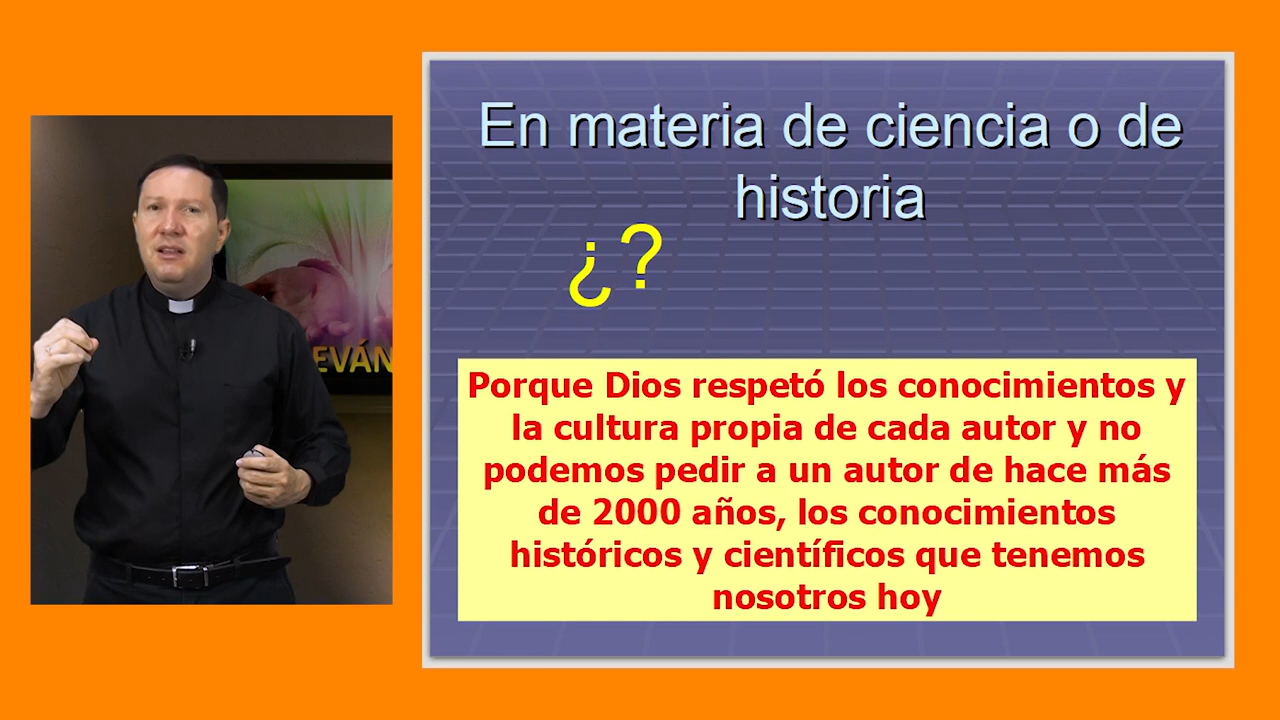 En materia de ciencia o de
historia
¿?
Porque Dios respetó los conocimientos y
la cultura propia de cada autor y no
podemos pedir a un autor de hace más
de 2000 años, los conocimientos
históricos y científicos que tenemos
nosotros hoy
EVÁN